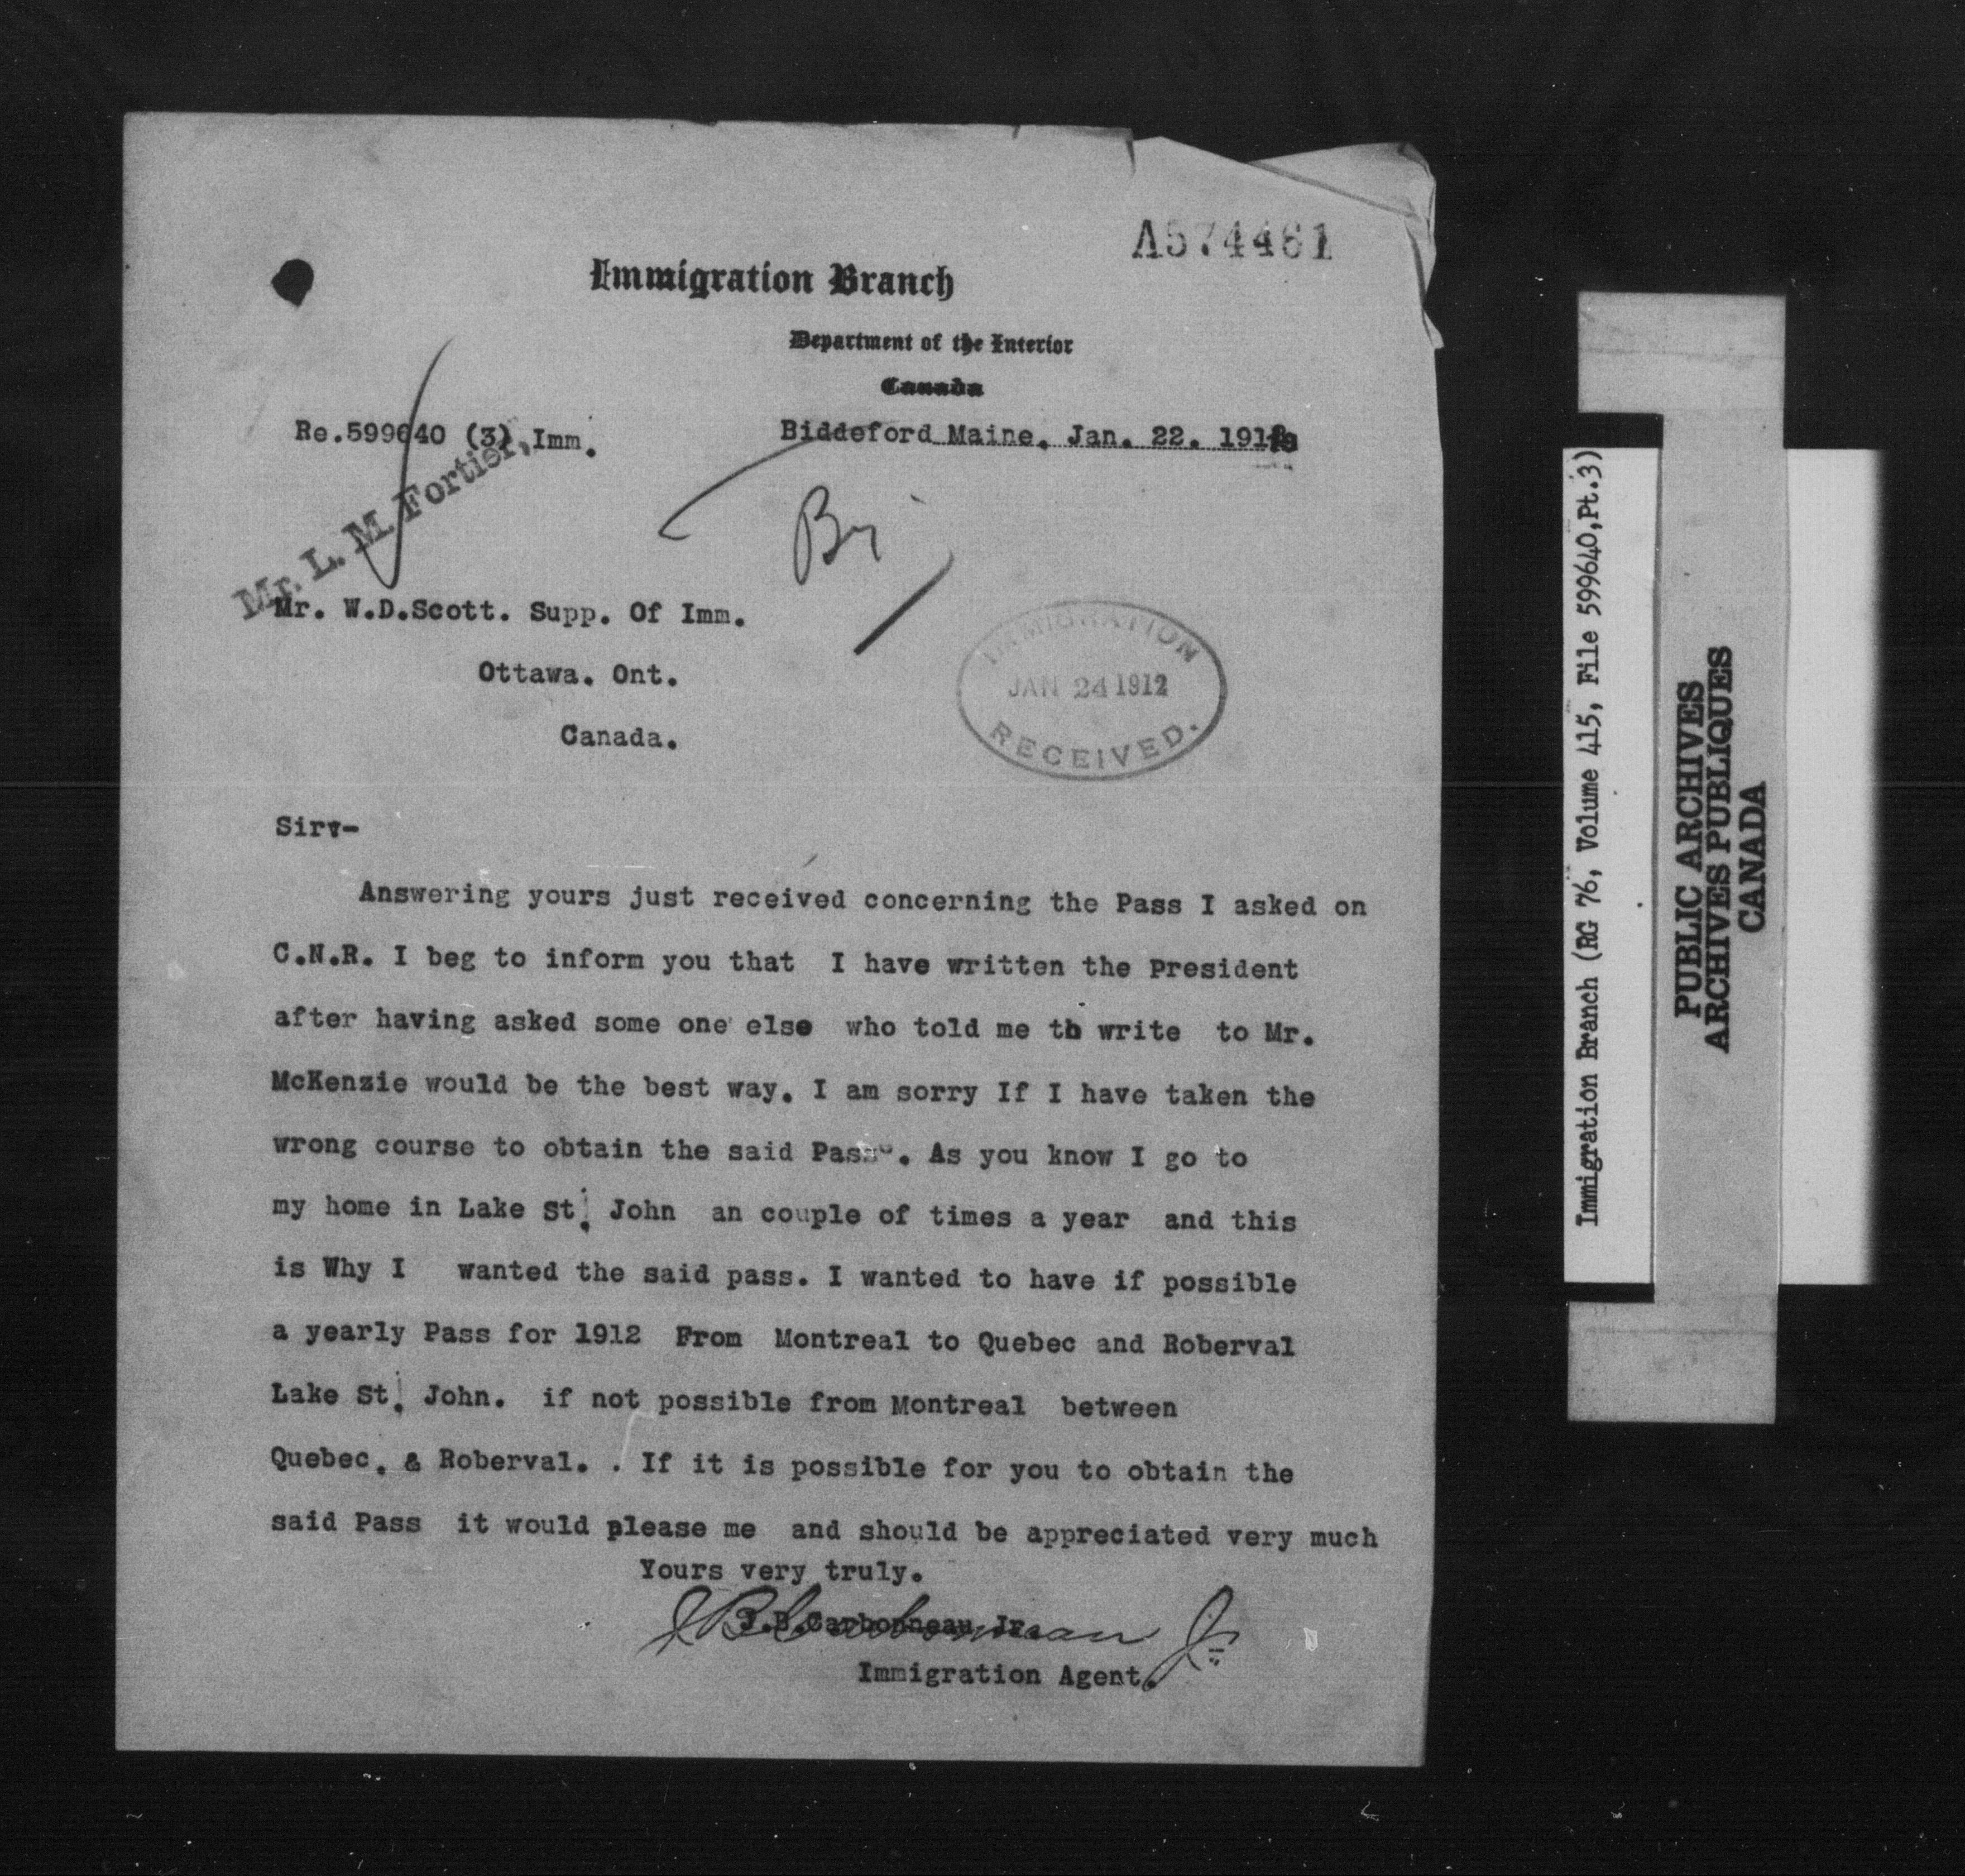 A574461
Immigration Branch
Department of the Interior
Canada
Re.599640 (3) Imm.
Biddeford Maine. Jan. 22. 1912
Mr. L. M. Fortier,
Mr. W.D.Scott. Supp. Of Imm.
Ottawa. Ont.
Canada.
IMMIGRATION
JAN 24 1912
RECEIVED.
Sir:-
Answering yours just received concerning the Pass I asked on
C.N.R. I beg to inform you that I have written the President
after having asked some one else who told me to write to Mr.
McKenzie would be the best way. I am sorry If I have taken the
wrong course to obtain the said Pass. As you know I go to
my home in Lake St. John an couple of times a year and this
is Why I wanted the said pass. I wanted to have if possible
a yearly Pass for 1912 From Montreal to Quebec and Roberval
Lake St. John. if not possible from Montreal between
Quebec. & Roberval. . If it is possible for you to obtain the
said Pass it would please me and should be appreciated very much
Yours very truly.
J.B.Carbonneau Jr.
J B Carbonneau Jr
Immigration Agent.
Immigration Branch (RG 76, Volume 415, File 599640,Pt.3)
PUBLIC ARCHIVES
ARCHIVES PUBLIQUES
CANADA